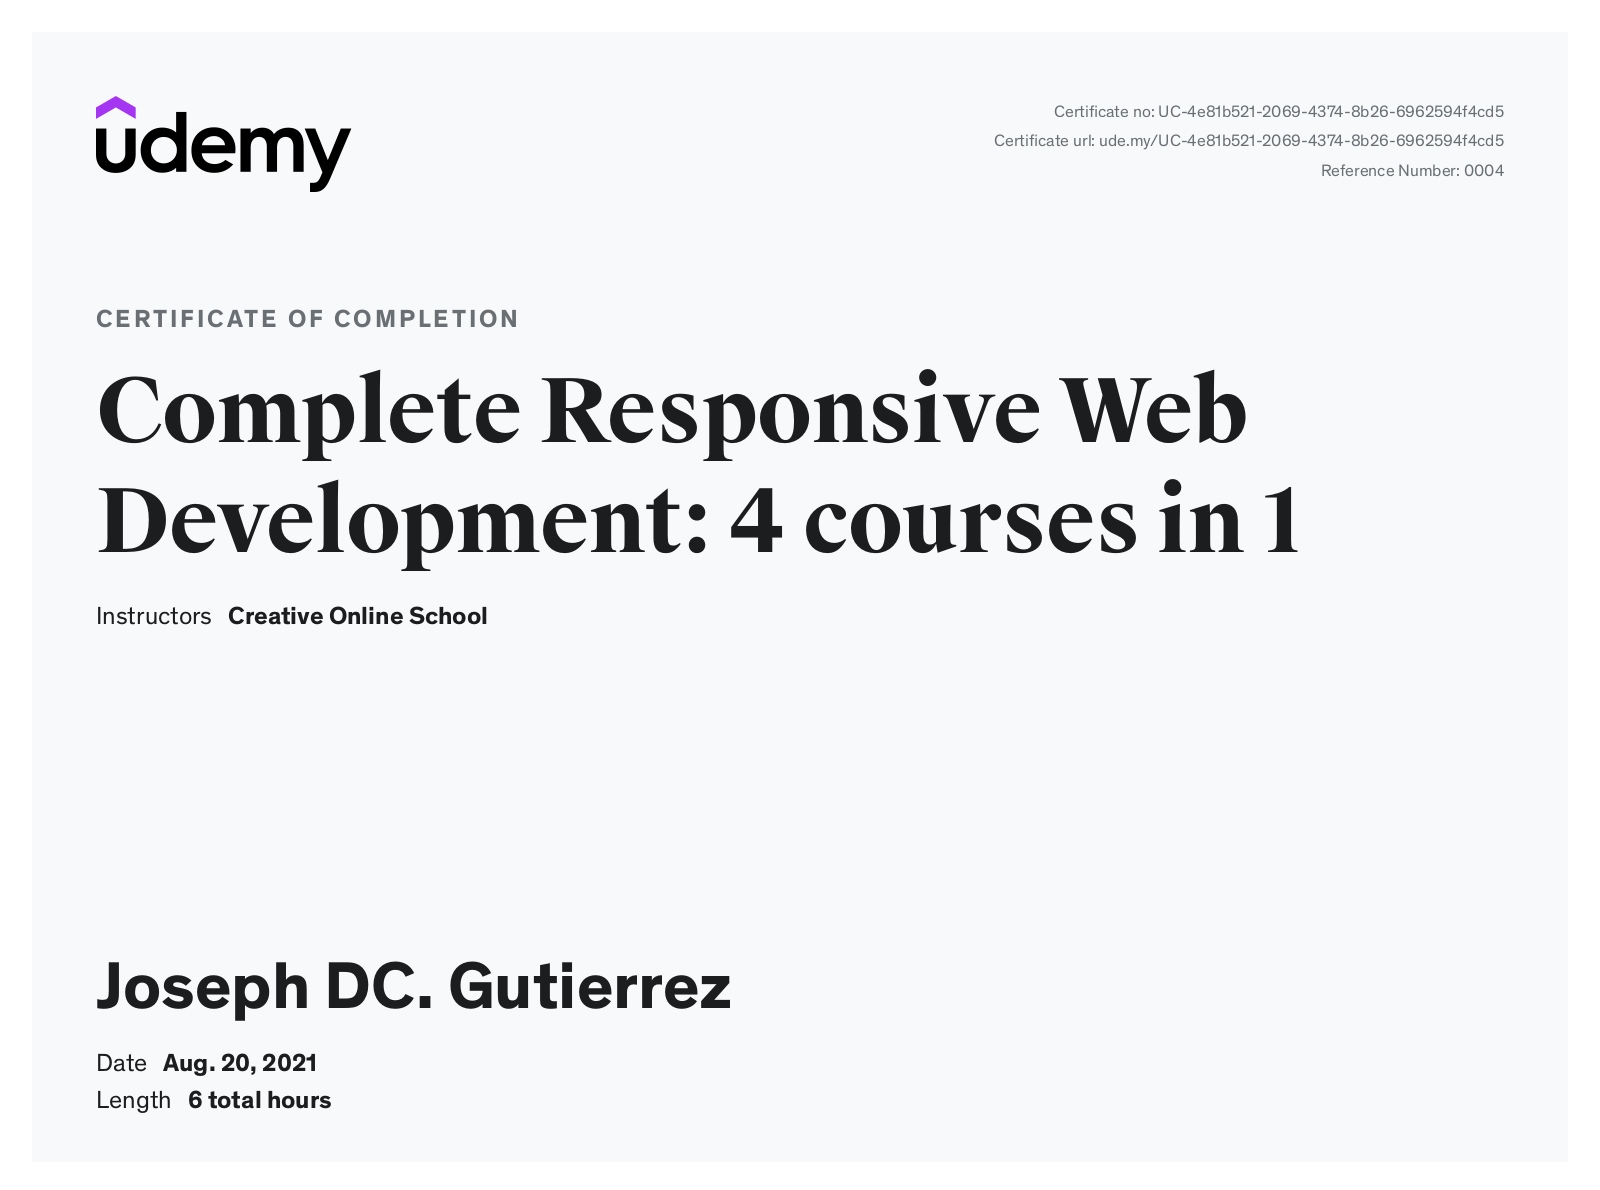 udemy
Certificate no: UC-4e81b521-2069-4374-8b26-6962594f4cd5
Certificate url: ude.my/UC-4e81b521-2069-4374-8b26-6962594f4cd5
Reference Number: 0004
CERTIFICATE OF COMPLETION
Complete Responsive Web
Development: 4 courses in 1
Instructors Creative Online School
Joseph DC. Gutierrez
Date Aug. 20, 2021
Length 6 total hours